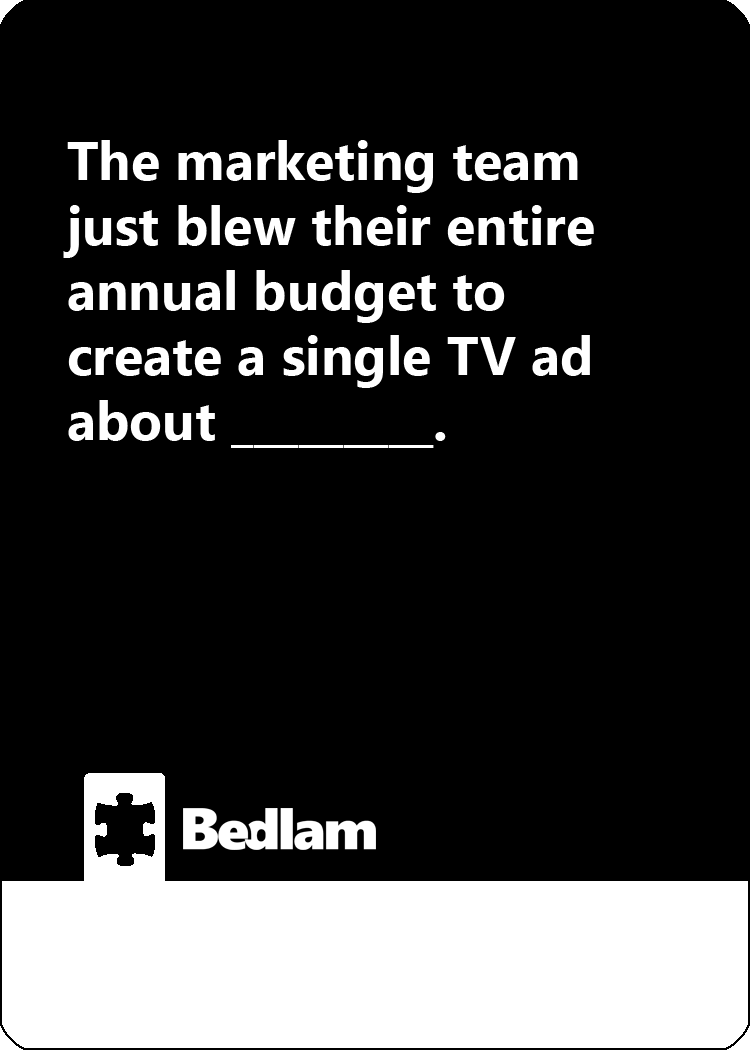 The marketing team
just blew their entire
annual budget to
create a single TV ad
about _________.
Bedlam